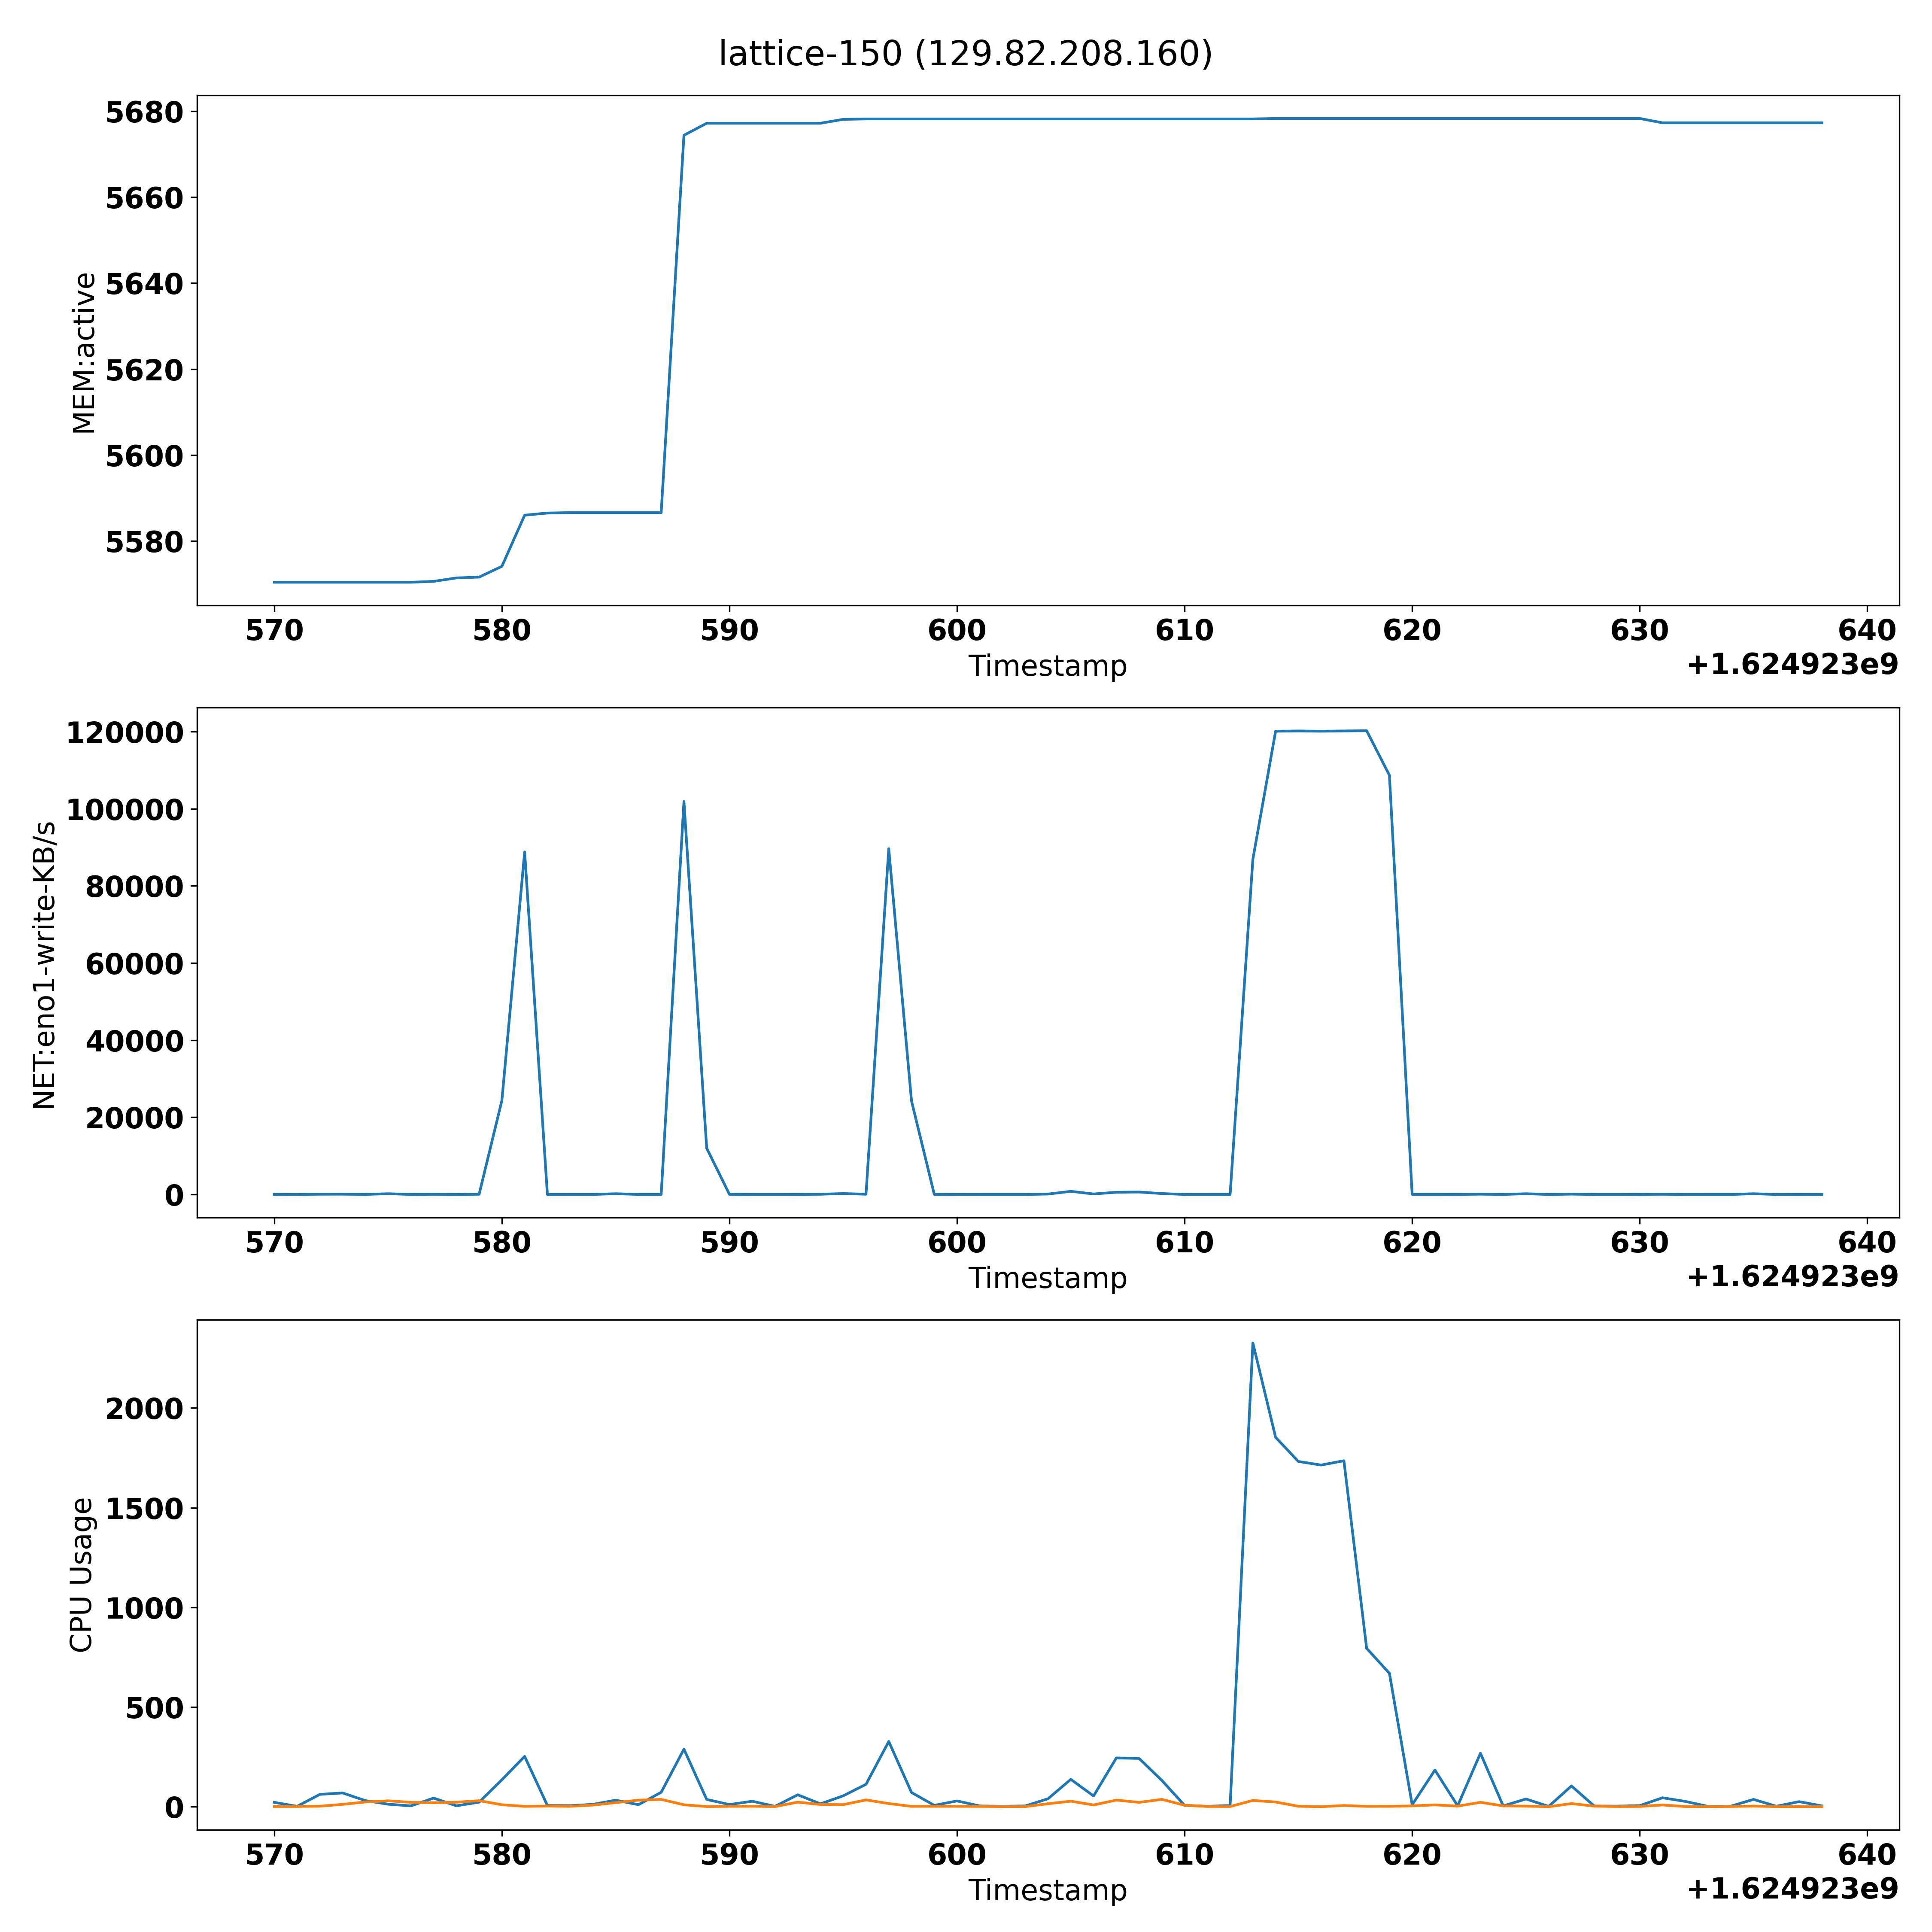 lattice-150 (129.82.208.160)
5680
5660
5640
5620
5600
5580
MEM:active
570 580 590 600 610 620 630 640
Timestamp
+1.624923e9
120000
100000
80000
60000
40000
20000
0
NET:eno1-write-KB/s
570 580 590 600 610 620 630 640
Timestamp
+1.624923e9
2000
1500
1000
500
0
CPU Usage
570 580 590 600 610 620 630 640
Timestamp
+1.624923e9